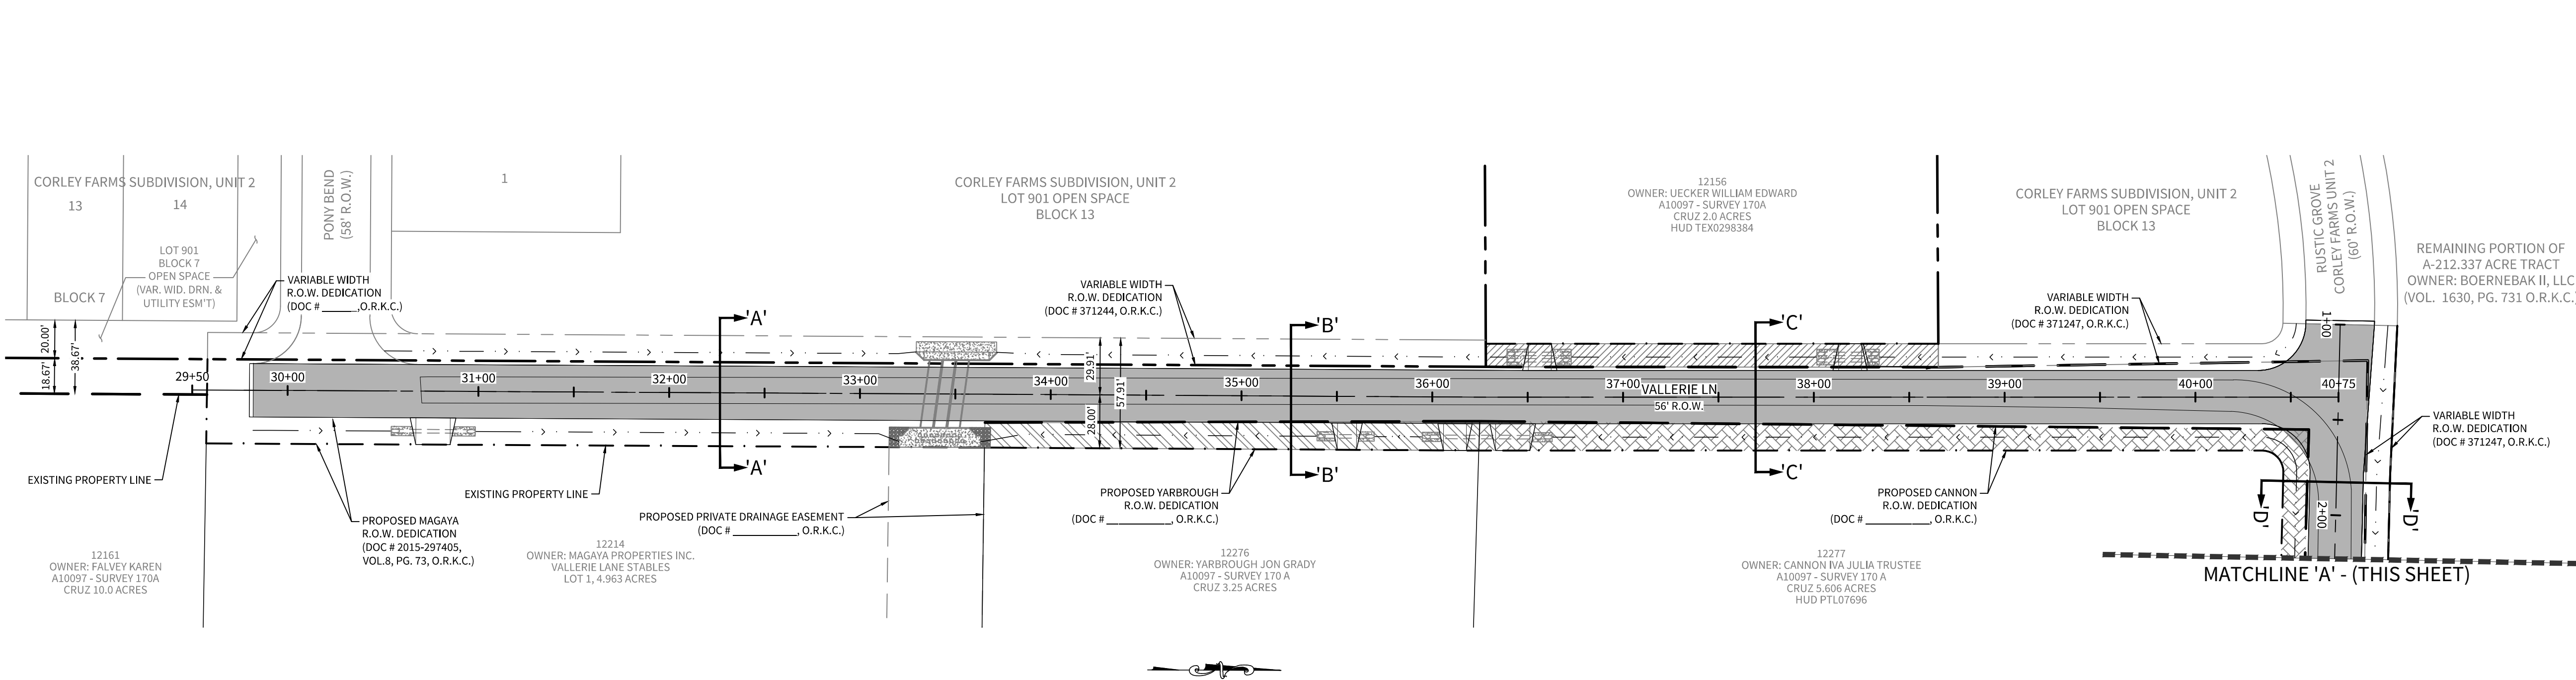 CORLEY FARMS SUBDIVISION, UNIT 2
13
14
LOT 901
BLOCK 7
OPEN SPACE
(VAR. WID. DRN. &
UTILITY ESM'T)
BLOCK 7
PONY BEND
(58' R.O.W.)
1
VARIABLE WIDTH
R.O.W. DEDICATION
(DOC # ______,O.R.K.C.)
CORLEY FARMS SUBDIVISION, UNIT 2
LOT 901 OPEN SPACE
BLOCK 13
VARIABLE WIDTH
R.O.W. DEDICATION
(DOC # 371244, O.R.K.C.)
12156
OWNER: UECKER WILLIAM EDWARD
A10097 - SURVEY 170A
CRUZ 2.0 ACRES
HUD TEX0298384
CORLEY FARMS SUBDIVISION, UNIT 2
LOT 901 OPEN SPACE
BLOCK 13
VARIABLE WIDTH
R.O.W. DEDICATION
(DOC # 371247, O.R.K.C.)
RUSTIC GROVE
CORLEY FARMS UNIT 2
(60' R.O.W.)
REMAINING PORTION OF
A-212.337 ACRE TRACT
OWNER: BOERNEBAK II, LLC
(VOL. 1630, PG. 731 O.R.K.C.)
20.00'
18.67'
38.67'
'A'
'B'
'C'
1+00
29+50
30+00
31+00
32+00
33+00
34+00
35+00
36+00
37+00
VALLERIE LN
38+00
39+00
40+00
40+75
56' R.O.W.
29.91'
28.00'
57.91'
VARIABLE WIDTH
R.O.W. DEDICATION
(DOC # 371247, O.R.K.C.)
'A'
'B'
'C'
'D'
'D'
2+00
EXISTING PROPERTY LINE
EXISTING PROPERTY LINE
PROPOSED MAGAYA
R.O.W. DEDICATION
(DOC # 2015-297405,
VOL.8, PG. 73, O.R.K.C.)
PROPOSED PRIVATE DRAINAGE EASEMENT
(DOC # ___________, O.R.K.C.)
PROPOSED YARBROUGH
R.O.W. DEDICATION
(DOC # ___________, O.R.K.C.)
PROPOSED CANNON
R.O.W. DEDICATION
(DOC # ___________, O.R.K.C.)
12161
OWNER: FALVEY KAREN
A10097 - SURVEY 170A
CRUZ 10.0 ACRES
12214
OWNER: MAGAYA PROPERTIES INC.
VALLERIE LANE STABLES
LOT 1, 4.963 ACRES
12276
OWNER: YARBROUGH JON GRADY
A10097 - SURVEY 170 A
CRUZ 3.25 ACRES
12277
OWNER: CANNON IVA JULIA TRUSTEE
A10097 - SURVEY 170 A
CRUZ 5.606 ACRES
HUD PTL07696
MATCHLINE 'A' - (THIS SHEET)